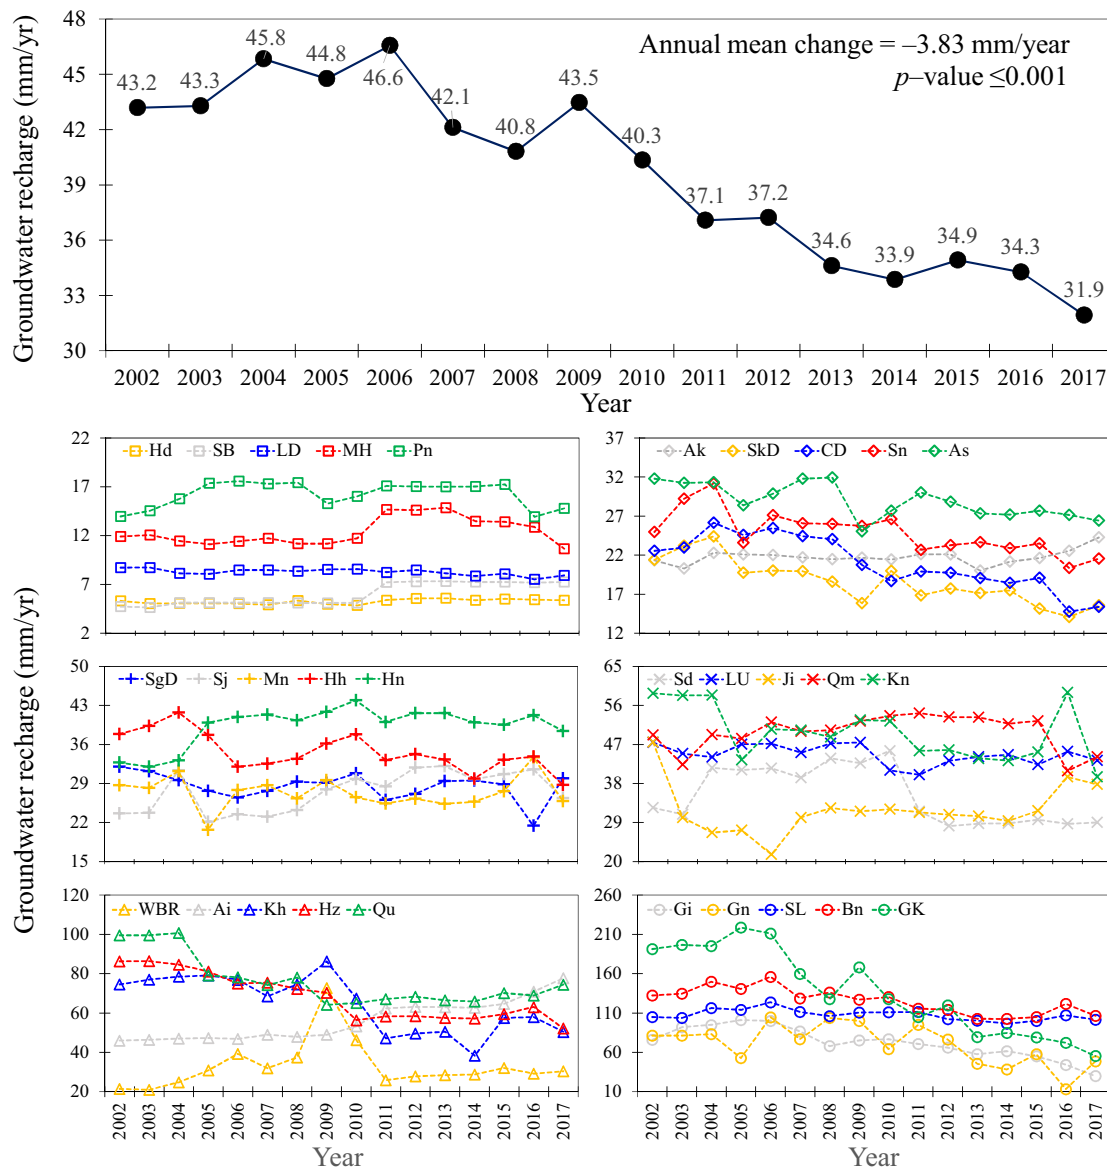 Groundwater recharge (mm/yr)
48
45
42
39
36
33
30
Annual mean change = –3.83 mm/year
p–value ≤0.001
43.2 43.3 45.8 44.8 46.6 42.1 40.8 43.5 40.3 37.1 37.2 34.6 33.9 34.9 34.3 31.9
2002 2003 2004 2005 2006 2007 2008 2009 2010 2011 2012 2013 2014 2015 2016 2017
Year
Groundwater recharge (mm/yr)
22
17
12
7
2
Hd SB LD MH Pn
37
32
27
22
17
12
Ak SkD CD Sn As
50
43
36
29
22
15
SgD Sj Mn Hh Hn
65
56
47
38
29
20
Sd LU Ji Qm Kn
120
100
80
60
40
20
WBR Ai Kh Hz Qu
2002 2003 2004 2005 2006 2007 2008 2009 2010 2011 2012 2013 2014 2015 2016 2017
Year
260
210
160
110
60
10
Gi Gn SL Bn GK
2002 2003 2004 2005 2006 2007 2008 2009 2010 2011 2012 2013 2014 2015 2016 2017
Year